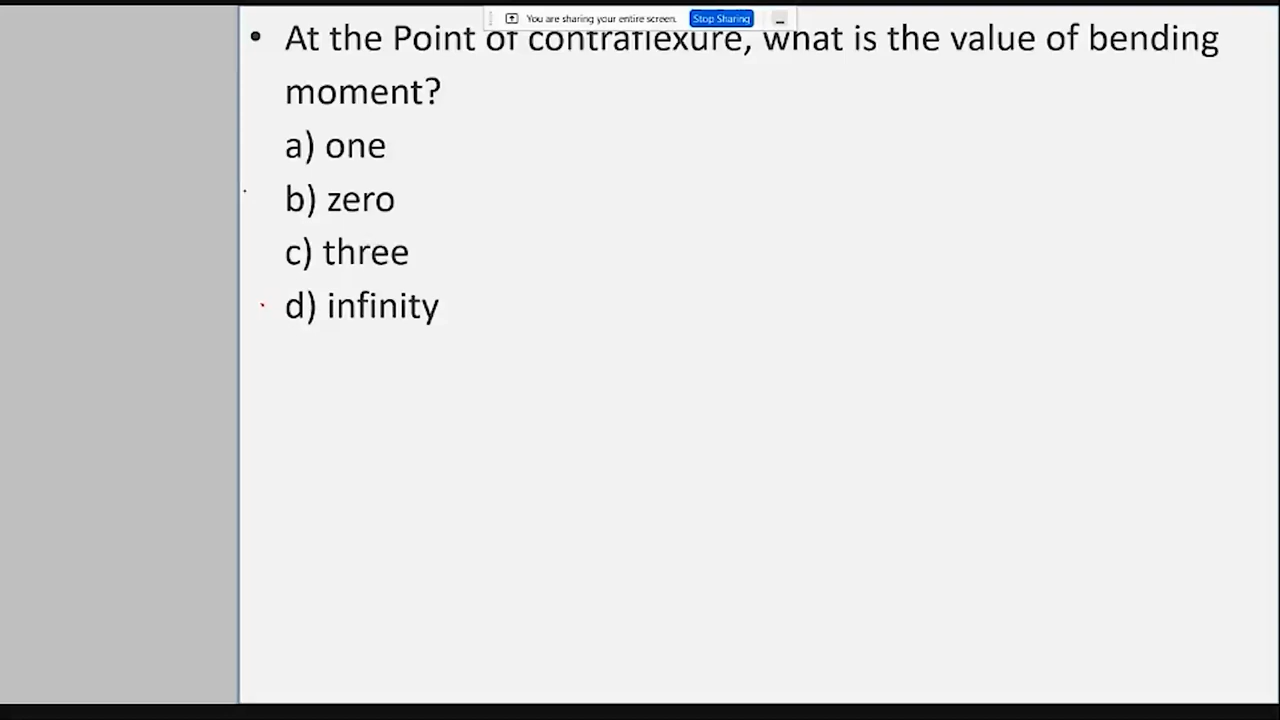 You are sharing your entire screen. Stop Sharing
• At the Point of contraflexure, what is the value of bending
moment?
a) one
b) zero
c) three
d) infinity